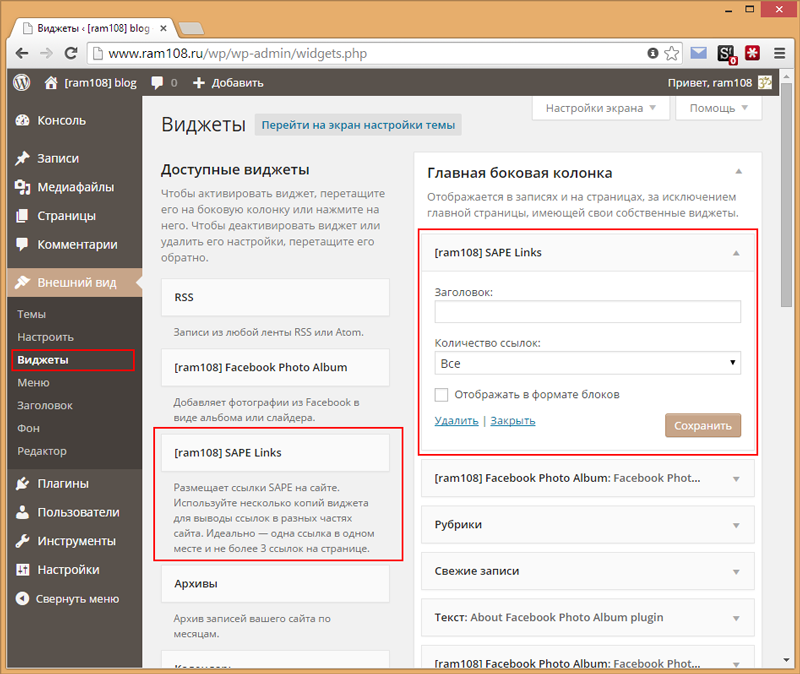 Виджеты ‹ [ram108] blog
www.ram108.ru/wp/wp-admin/widgets.php
[ram108] blog 0 + Добавить Привет, ram108
Консоль
Записи
Медиафайлы
Страницы
Комментарии
Внешний вид
Темы
Настроить
Виджеты
Меню
Заголовок
Фон
Редактор
Плагины
Пользователи
Инструменты
Настройки
Свернуть меню
Настройки экрана Помощь
Виджеты Перейти на экран настройки темы
Доступные виджеты
Чтобы активировать виджет, перетащите
его на боковую колонку или нажмите на
него. Чтобы деактивировать виджет или
удалить его настройки, перетащите его
обратно.
RSS
Записи из любой ленты RSS или Atom.
[ram108] Facebook Photo Album
Добавляет фотографии из Facebook в
виде альбома или слайдера.
[ram108] SAPE Links
Размещает ссылки SAPE на сайте.
Используйте несколько копий виджета
для выводы ссылок в разных частях
сайта. Идеально — одна ссылка в одном
месте и не более 3 ссылок на странице.
Архивы
Архив записей вашего сайта по
месяцам.
Календарь
Главная боковая колонка
Отображается в записях и на страницах, за исключением
главной страницы, имеющей свои собственные виджеты.
[ram108] SAPE Links
Заголовок:
Количество ссылок:
Все
Отображать в формате блоков
Удалить | Закрыть Сохранить
[ram108] Facebook Photo Album: Facebook Phot...
Рубрики
Свежие записи
Текст: About Facebook Photo Album plugin
[ram108] Facebook Photo Album: Facebook Phot...